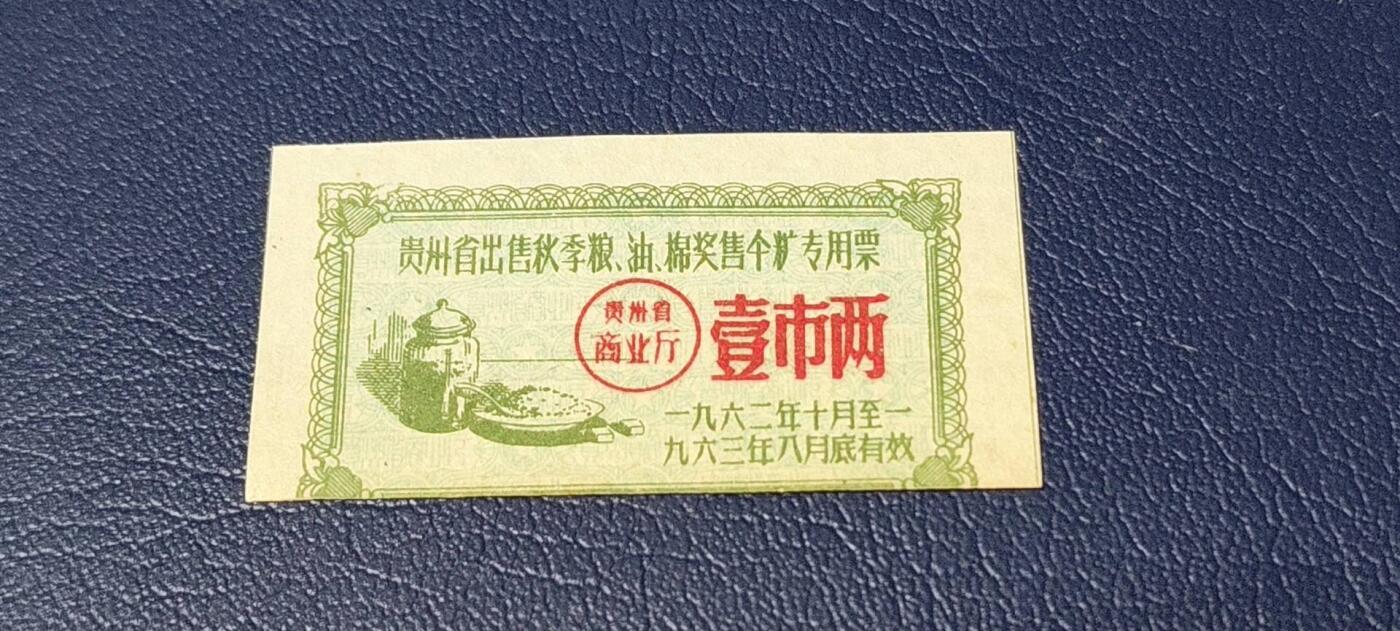 贵州省出售秋季粮、油、棉奖售个专用票
贵州省
商业厅
壹市两
一九六二年十月至一
九六三年八月底有效